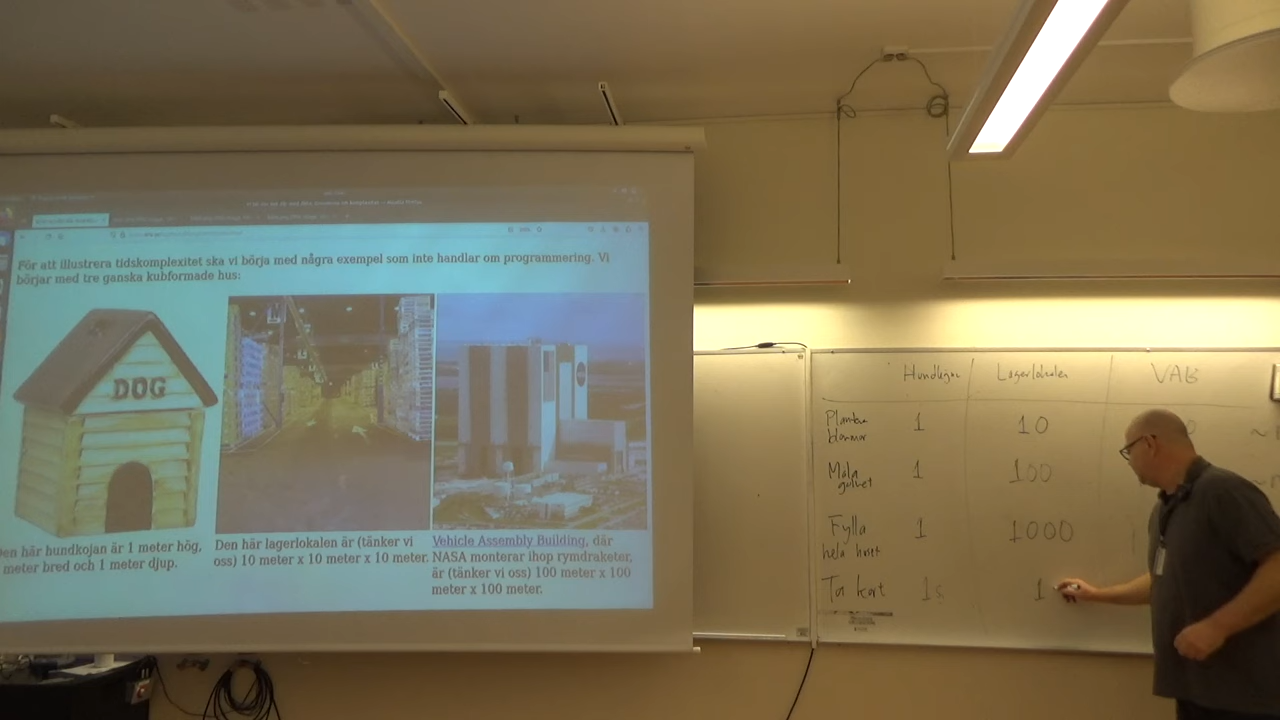 För att illustrera tidskomplexitet ska vi börja med några exempel som inte handlar om programmering. Vi
börjar med tre ganska kubformade hus:
DOG
en här hundkojan är 1 meter hög,
meter bred och 1 meter djup.
Den här lagerlokalen är (tänker vi
oss) 10 meter x 10 meter x 10 meter.
Vehicle Assembly Building, där
NASA monterar ihop rymdraketer,
är (tänker vi oss) 100 meter x 100
meter x 100 meter.
Lagerlokalen VAB
Plantera
blommor 1 10
Måla
golvet 1 100
Fylla
hela huset 1 1000
Ta kort 1s 1